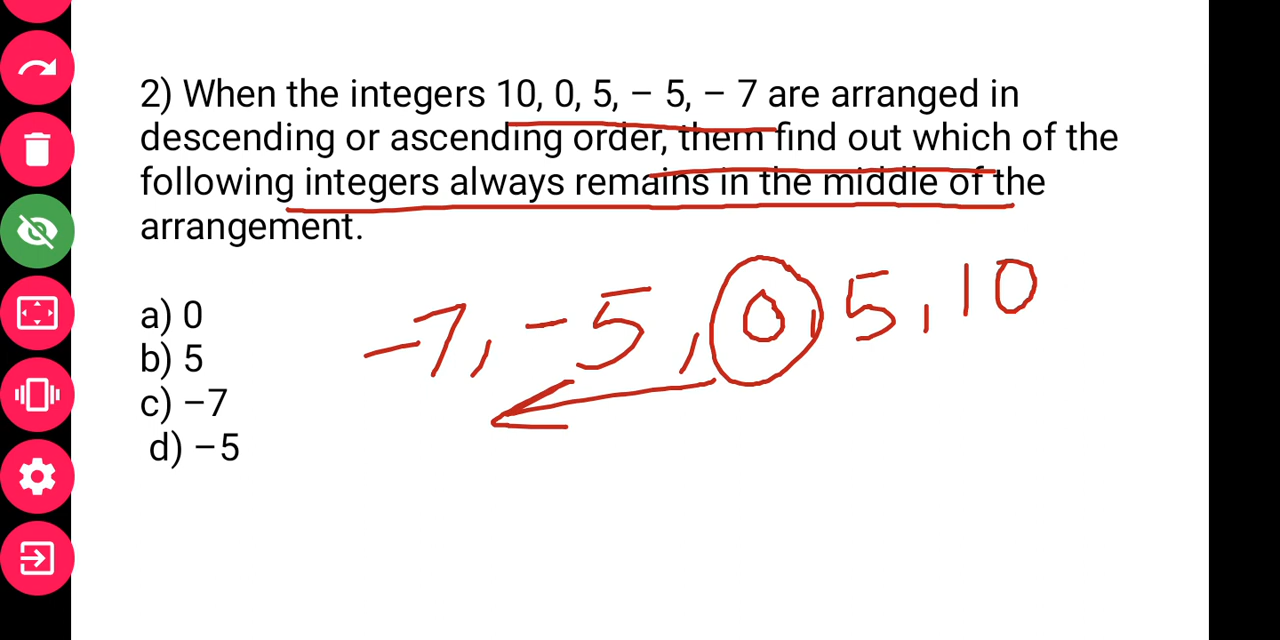 2) When the integers 10, 0, 5, – 5, – 7 are arranged in
descending or ascending order, them find out which of the
following integers always remains in the middle of the
arrangement.
-7, -5, 0, 5, 10
a) 0
b) 5
c) –7
d) –5